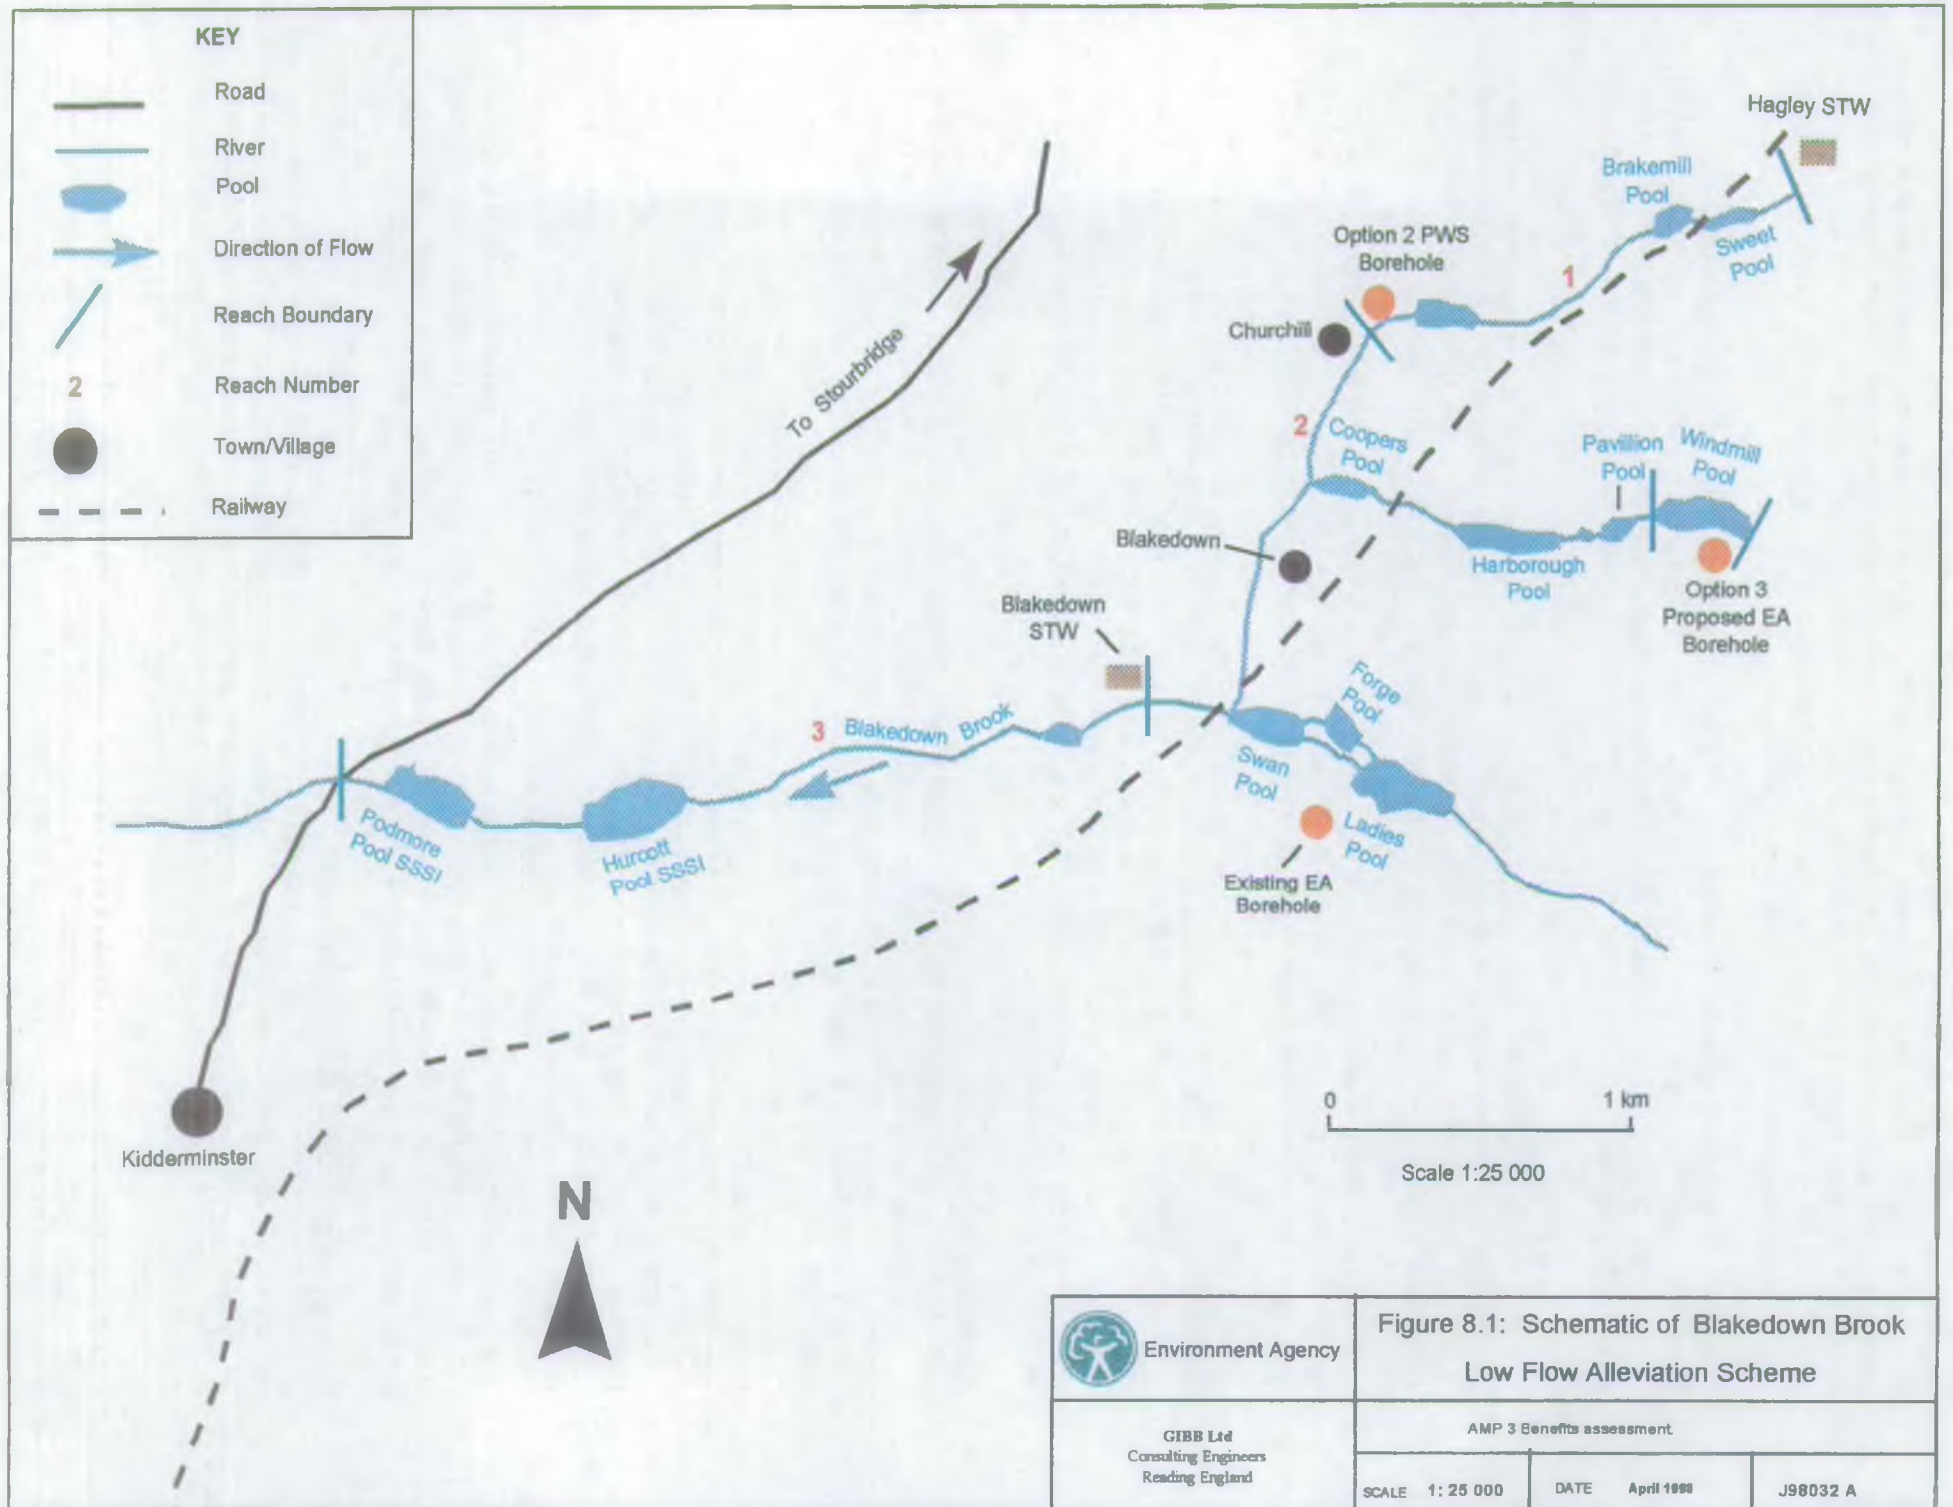 KEY
Road
River
Pool
Direction of Flow
Reach Boundary
2
Reach Number
Town/Village
Railway
Hagley STW
Brakemill
Pool
Sweet
Pool
Option 2 PWS
Borehole
1
Churchill
To Stourbridge
2
Coopers
Pool
Pavillion
Pool
Windmill
Pool
Blakedown
Harborough
Pool
Option 3
Proposed EA
Borehole
Blakedown
STW
Forge
Pool
3
Blakedown Brook
Swan
Pool
Ladies
Pool
Podmore
Pool SSSI
Hurcott
Pool SSSI
Existing EA
Borehole
0
1 km
Scale 1:25 000
Kidderminster
N
Environment Agency
Figure 8.1: Schematic of Blakedown Brook
Low Flow Alleviation Scheme
GIBB Ltd
Consulting Engineers
Reading England
AMP 3 Benefits assessment.
SCALE 1: 25 000
DATE April 1998
J98032 A